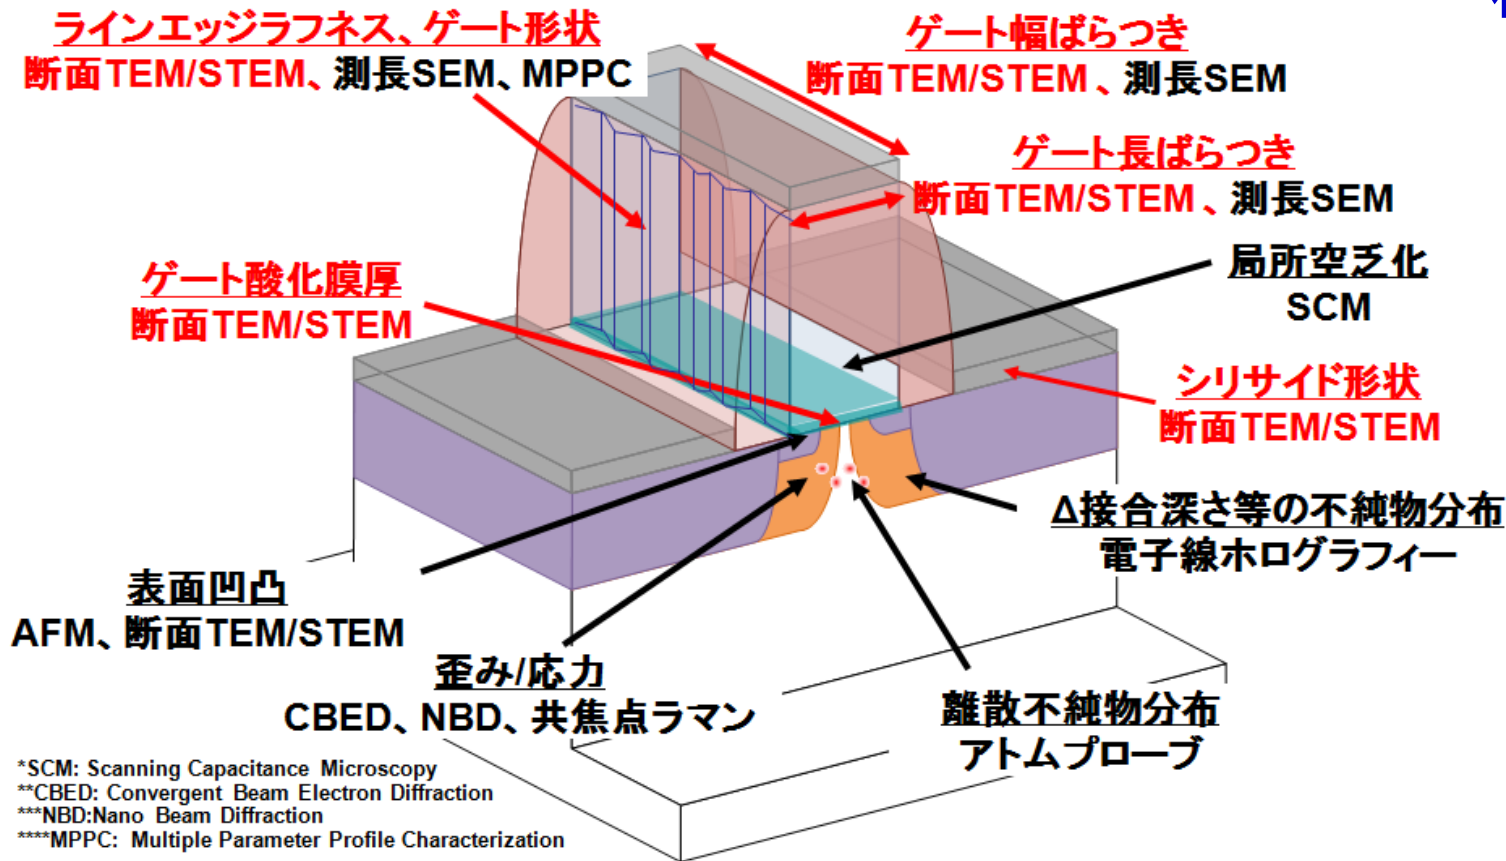 ラインエッジラフネス、ゲート形状
断面TEM/STEM、測長SEM、MPPC
ゲート幅ばらつき
断面TEM/STEM 、測長SEM
ゲート長ばらつき
断面TEM/STEM 、測長SEM
局所空乏化
SCM
ゲート酸化膜厚
断面TEM/STEM
シリサイド形状
断面TEM/STEM
Δ接合深さ等の不純物分布
電子線ホログラフィー
表面凹凸
AFM、断面TEM/STEM
歪み/応力
CBED、NBD、共焦点ラマン
離散不純物分布
アトムプローブ
*SCM: Scanning Capacitance Microscopy
**CBED: Convergent Beam Electron Diffraction
***NBD:Nano Beam Diffraction
****MPPC: Multiple Parameter Profile Characterization